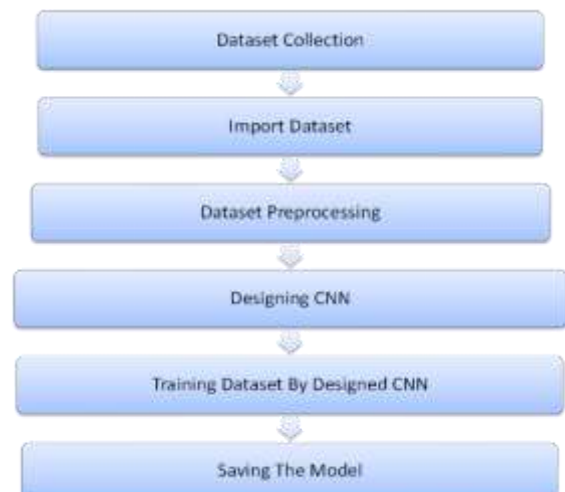 Dataset Collection
Import Dataset
Dataset Preprocessing
Designing CNN
Training Dataset By Designed CNN
Saving The Model